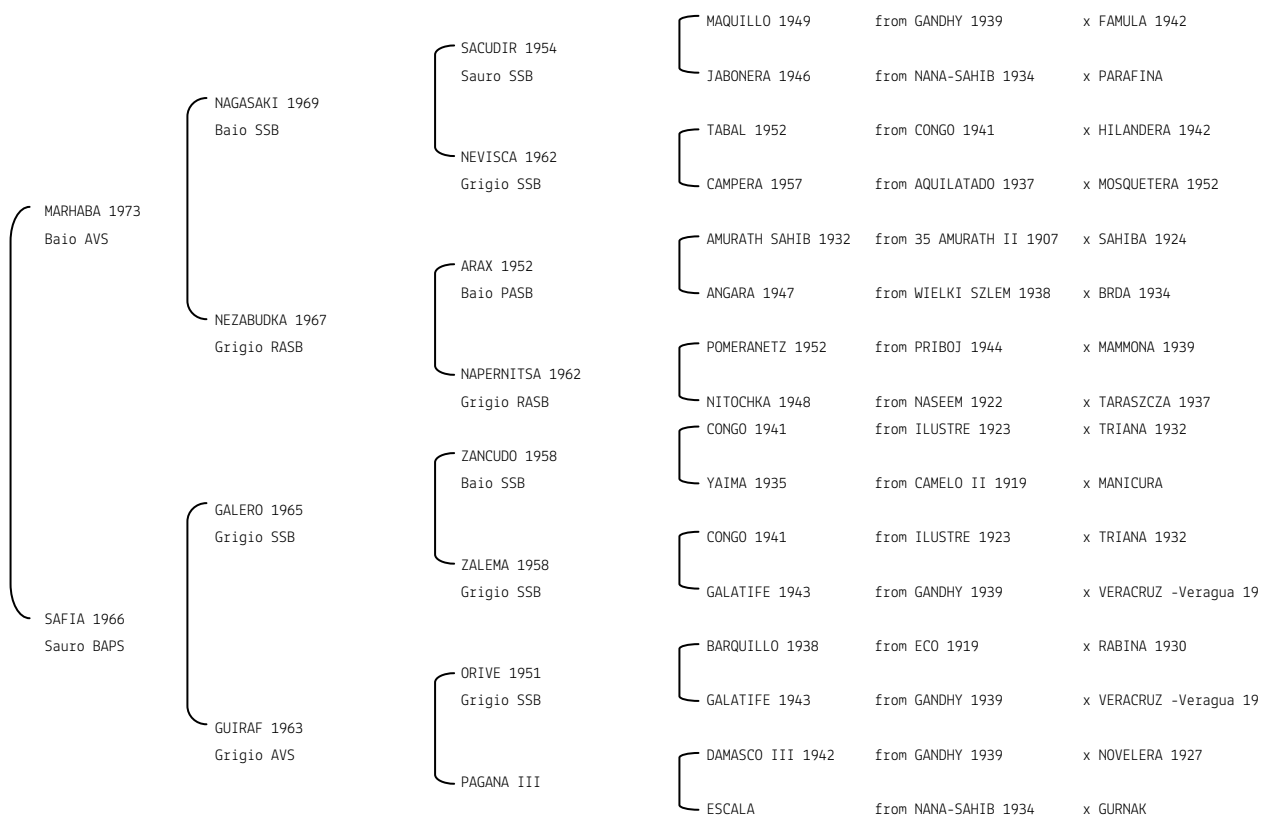 MAQUILLO 1949 from GANDHY 1939 x FAMULA 1942
SACUDIR 1954
Sauro SSB JABONERA 1946 from NANA-SAHIB 1934 x PARAFINA
NAGASAKI 1969
Baio SSB TABAL 1952 from CONGO 1941 x HILANDERA 1942
NEVISCA 1962
Grigio SSB CAMPERA 1957 from AQUILATADO 1937 x MOSQUETERA 1952
MARHABA 1973
Baio AVS AMURATH SAHIB 1932 from 35 AMURATH II 1907 x SAHIBA 1924
ARAX 1952
Baio PASB ANGARA 1947 from WIELKI SZLEM 1938 x BRDA 1934
NEZABUDKA 1967
Grigio RASB POMERANETZ 1952 from PRIBOJ 1944 x MAMMONA 1939
NAPERNITSA 1962
Grigio RASB NITOCHKA 1948 from NASEEM 1922 x TARASZCZA 1937
CONGO 1941 from ILUSTRE 1923 x TRIANA 1932
ZANCUDO 1958
Baio SSB YAIMA 1935 from CAMELO II 1919 x MANICURA
GALERO 1965
Grigio SSB CONGO 1941 from ILUSTRE 1923 x TRIANA 1932
ZALEMA 1958
Grigio SSB GALATIFE 1943 from GANDHY 1939 x VERACRUZ -Veragua 19
SAFIA 1966
Sauro BAPS BARQUILLO 1938 from ECO 1919 x RABINA 1930
ORIVE 1951
Grigio SSB GALATIFE 1943 from GANDHY 1939 x VERACRUZ -Veragua 19
GUIRAF 1963
Grigio AVS DAMASCO III 1942 from GANDHY 1939 x NOVELERA 1927
PAGANA III
ESCALA from NANA-SAHIB 1934 x GURNAK